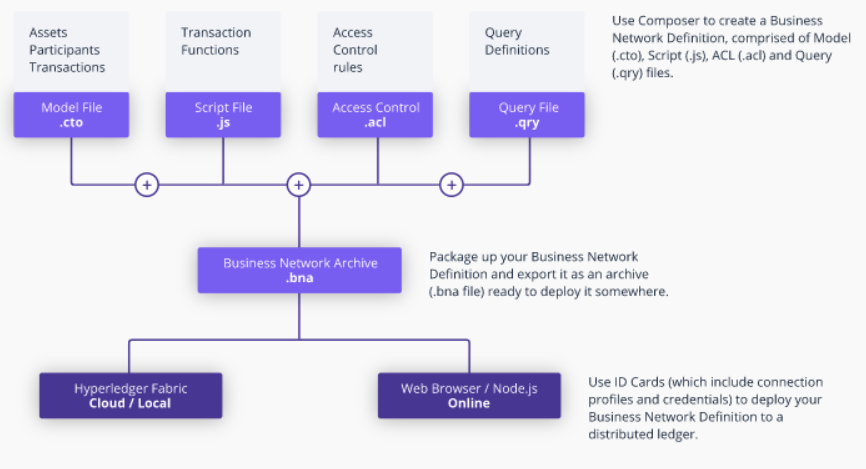 Assets
Participants
Transactions
Transaction
Functions
Access
Control
rules
Query
Definitions
Use Composer to create a Business
Network Definition, comprised of Model
(.cto), Script (.js), ACL (.acl) and Query
(.qry) files.
Model File
.cto
Script File
.js
Access Control
.acl
Query File
.qry
+
+
+
Business Network Archive
.bna
Package up your Business Network
Definition and export it as an archive
(.bna file) ready to deploy it somewhere.
Hyperledger Fabric
Cloud / Local
Web Browser / Node.js
Online
Use ID Cards (which include connection
profiles and credentials) to deploy your
Business Network Definition to a
distributed ledger.